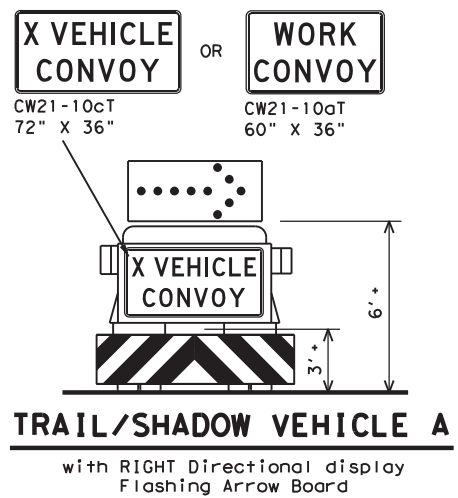 X VEHICLE
CONVOY
OR
WORK
CONVOY
CW21-10cT
72" X 36"
CW21-10aT
60" X 36"
X VEHICLE
CONVOY
6' +
3' +
TRAIL/SHADOW VEHICLE A
with RIGHT Directional display
Flashing Arrow Board